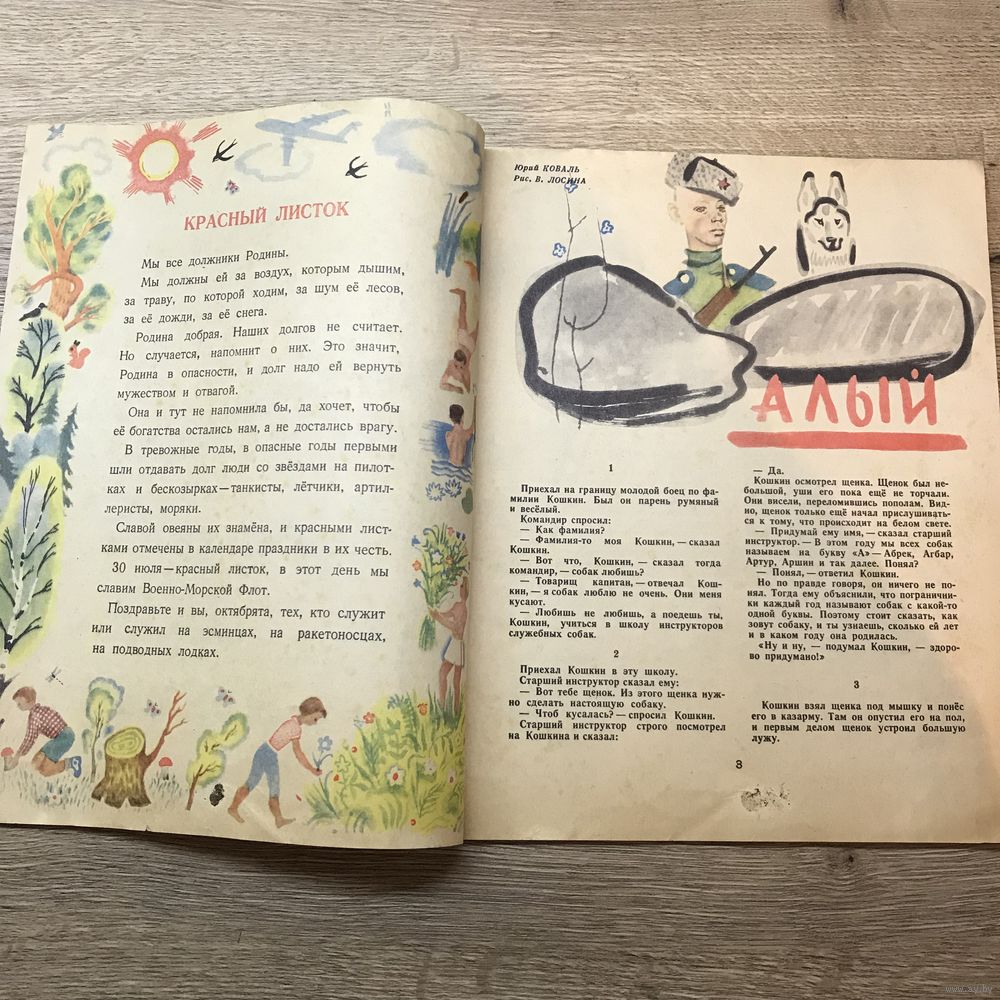 КРАСНЫЙ ЛИСТОК
Мы все должники Родины.
Мы должны ей за воздух, которым дышим,
за траву, по которой ходим, за шум её лесов,
за её дожди, за её снега.
Родина добрая. Наших долгов не считает.
Но случается, напомнит о них. Это значит,
Родина в опасности, и долг надо ей вернуть
мужеством и отвагой.
Она и тут не напомнила бы, да хочет, чтобы
её богатства остались нам, а не достались врагу.
В тревожные годы, в опасные годы первыми
шли отдавать долг люди со звёздами на пилот-
ках и бескозырках—танкисты, лётчики, артил-
леристы, моряки.
Славой овеяны их знамёна, и красными лист-
ками отмечены в календаре праздники в их честь.
30 июля—красный листок, в этот день мы
славим Военно-Морской Флот.
Поздравьте и вы, октябрята, тех, кто служит
или служил на эсминцах, на ракетоносцах,
на подводных лодках.
Юрий КОВАЛЬ
Рис. В. ЛОСИНА
АЛЫЙ
1
Приехал на границу молодой боец по фа-
милии Кошкин. Был он парень румяный
и весёлый.
Командир спросил:
— Как фамилия?
— Фамилия-то моя Кошкин,— сказал
Кошкин.
— Вот что, Кошкин,— сказал тогда
командир,— собак любишь?
— Товарищ капитан,— отвечал Кош-
кин,— я собак люблю не очень. Они меня
кусают.
— Любишь не любишь, а поедешь ты,
Кошкин, учиться в школу инструкторов
служебных собак.
2
Приехал Кошкин в эту школу.
Старший инструктор сказал ему:
— Вот тебе щенок. Из этого щенка нуж-
но сделать настоящую собаку.
— Чтоб кусалась?— спросил Кошкин.
Старший инструктор строго посмотрел
на Кошкина и сказал:
— Да.
Кошкин осмотрел щенка. Щенок был не-
большой, уши его пока ещё не торчали.
Они висели, переломившись пополам. Вид-
но, щенок только ещё начал прислушивать-
ся к тому, что происходит на белом свете.
— Придумай ему имя,— сказал старший
инструктор.— В этом году мы всех собак
называем на букву «А»— Абрек, Агбар,
Артур, Аршин и так далее. Понял?
— Понял,— ответил Кошкин.
Но по правде говоря, он ничего не по-
нял. Тогда ему объяснили, что погранични-
ки каждый год называют собак с какой-то
одной буквы. Поэтому стоит сказать, как
зовут собаку, и ты узнаешь, сколько ей лет
и в каком году она родилась.
«Ну и ну,— подумал Кошкин,— здоро-
во придумано!»
3
Кошкин взял щенка под мышку и понёс
его в казарму. Там он опустил его на пол,
и первым делом щенок устроил большую
лужу.
3
www.ay.by